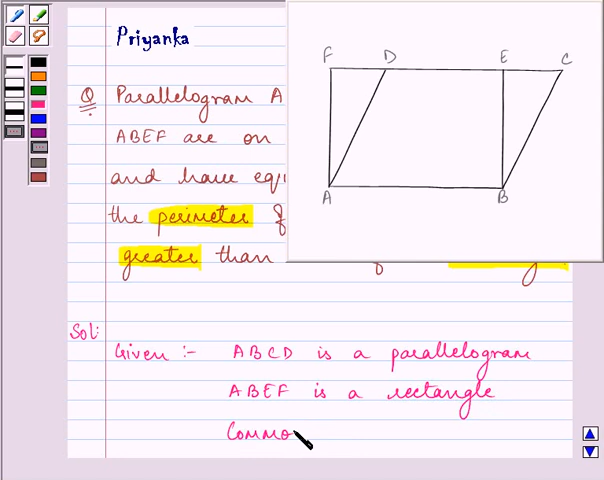 Priyanka
F D E C
Q Parallelogram A
ABEF are on
and have equ
the perimeter of
A B
greater than
Sol:
Given :- ABCD is a parallelogram
ABEF is a rectangle
Commo